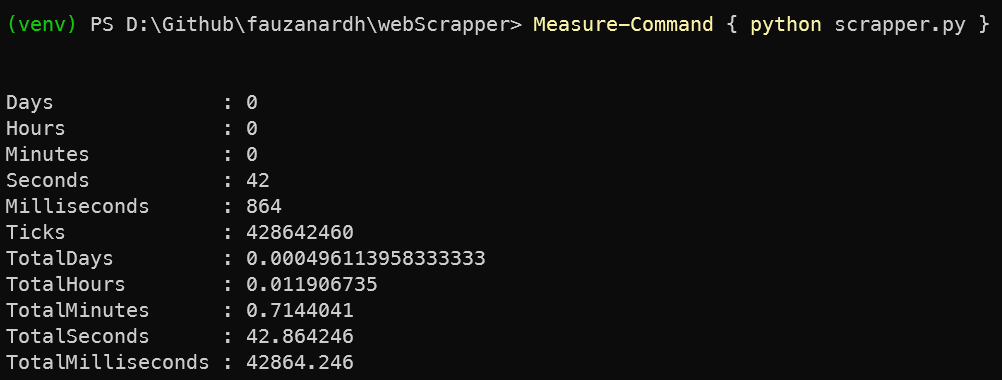 (venv) PS D:\Github\fauzanardh\webScrapper> Measure-Command { python scrapper.py }
Days : 0
Hours : 0
Minutes : 0
Seconds : 42
Milliseconds : 864
Ticks : 428642460
TotalDays : 0.000496113958333333
TotalHours : 0.011906735
TotalMinutes : 0.7144041
TotalSeconds : 42.864246
TotalMilliseconds : 42864.246